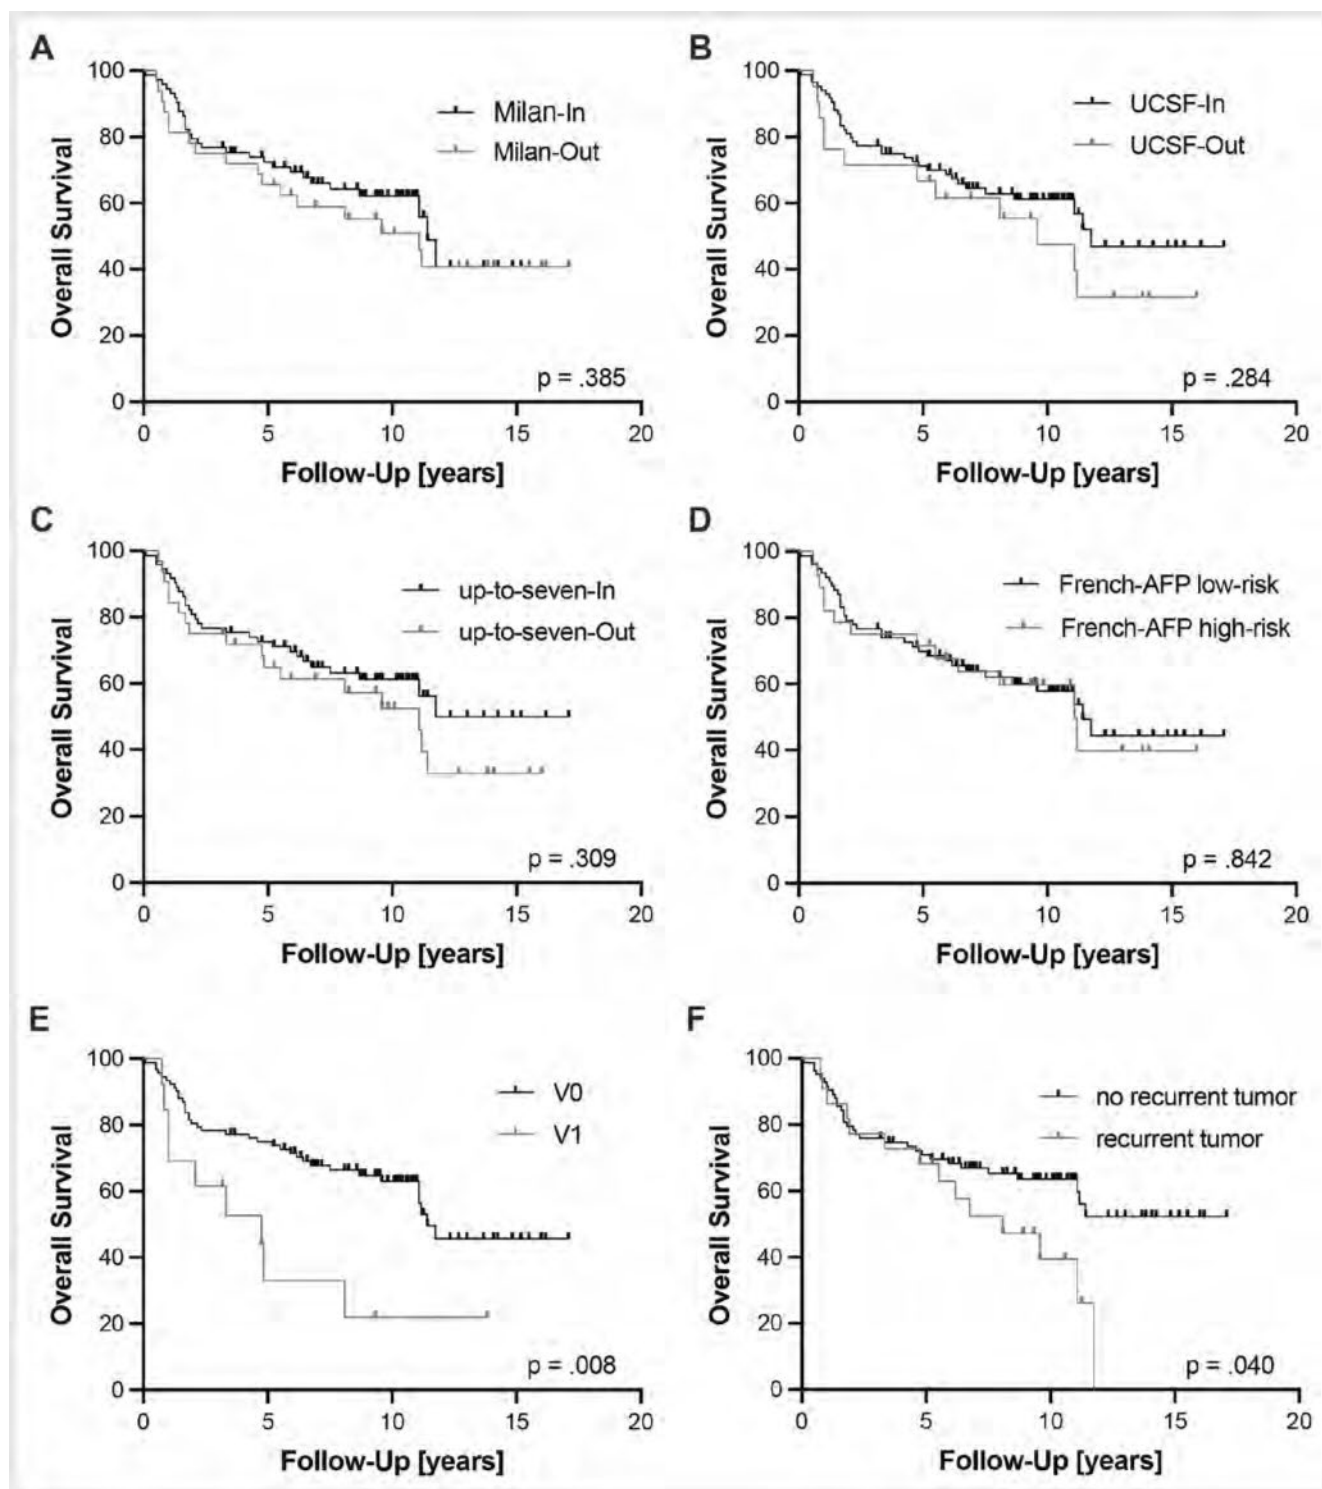 A
100
80
60
40
20
0
0 5 10 15 20
Overall Survival
Follow-Up [years]
Milan-In
Milan-Out
p = .385
B
100
80
60
40
20
0
0 5 10 15 20
Overall Survival
Follow-Up [years]
UCSF-In
UCSF-Out
p = .284
C
100
80
60
40
20
0
0 5 10 15 20
Overall Survival
Follow-Up [years]
up-to-seven-In
up-to-seven-Out
p = .309
D
100
80
60
40
20
0
0 5 10 15 20
Overall Survival
Follow-Up [years]
French-AFP low-risk
French-AFP high-risk
p = .842
E
100
80
60
40
20
0
0 5 10 15 20
Overall Survival
Follow-Up [years]
V0
V1
p = .008
F
100
80
60
40
20
0
0 5 10 15 20
Overall Survival
Follow-Up [years]
no recurrent tumor
recurrent tumor
p = .040